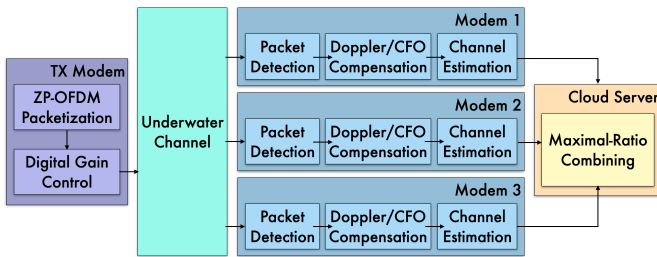 TX Modem
ZP-OFDM
Packetization
Digital Gain
Control
Underwater
Channel
Modem 1
Packet
Detection
Doppler/CFO
Compensation
Channel
Estimation
Modem 2
Packet
Detection
Doppler/CFO
Compensation
Channel
Estimation
Modem 3
Packet
Detection
Doppler/CFO
Compensation
Channel
Estimation
Cloud Server
Maximal-Ratio
Combining